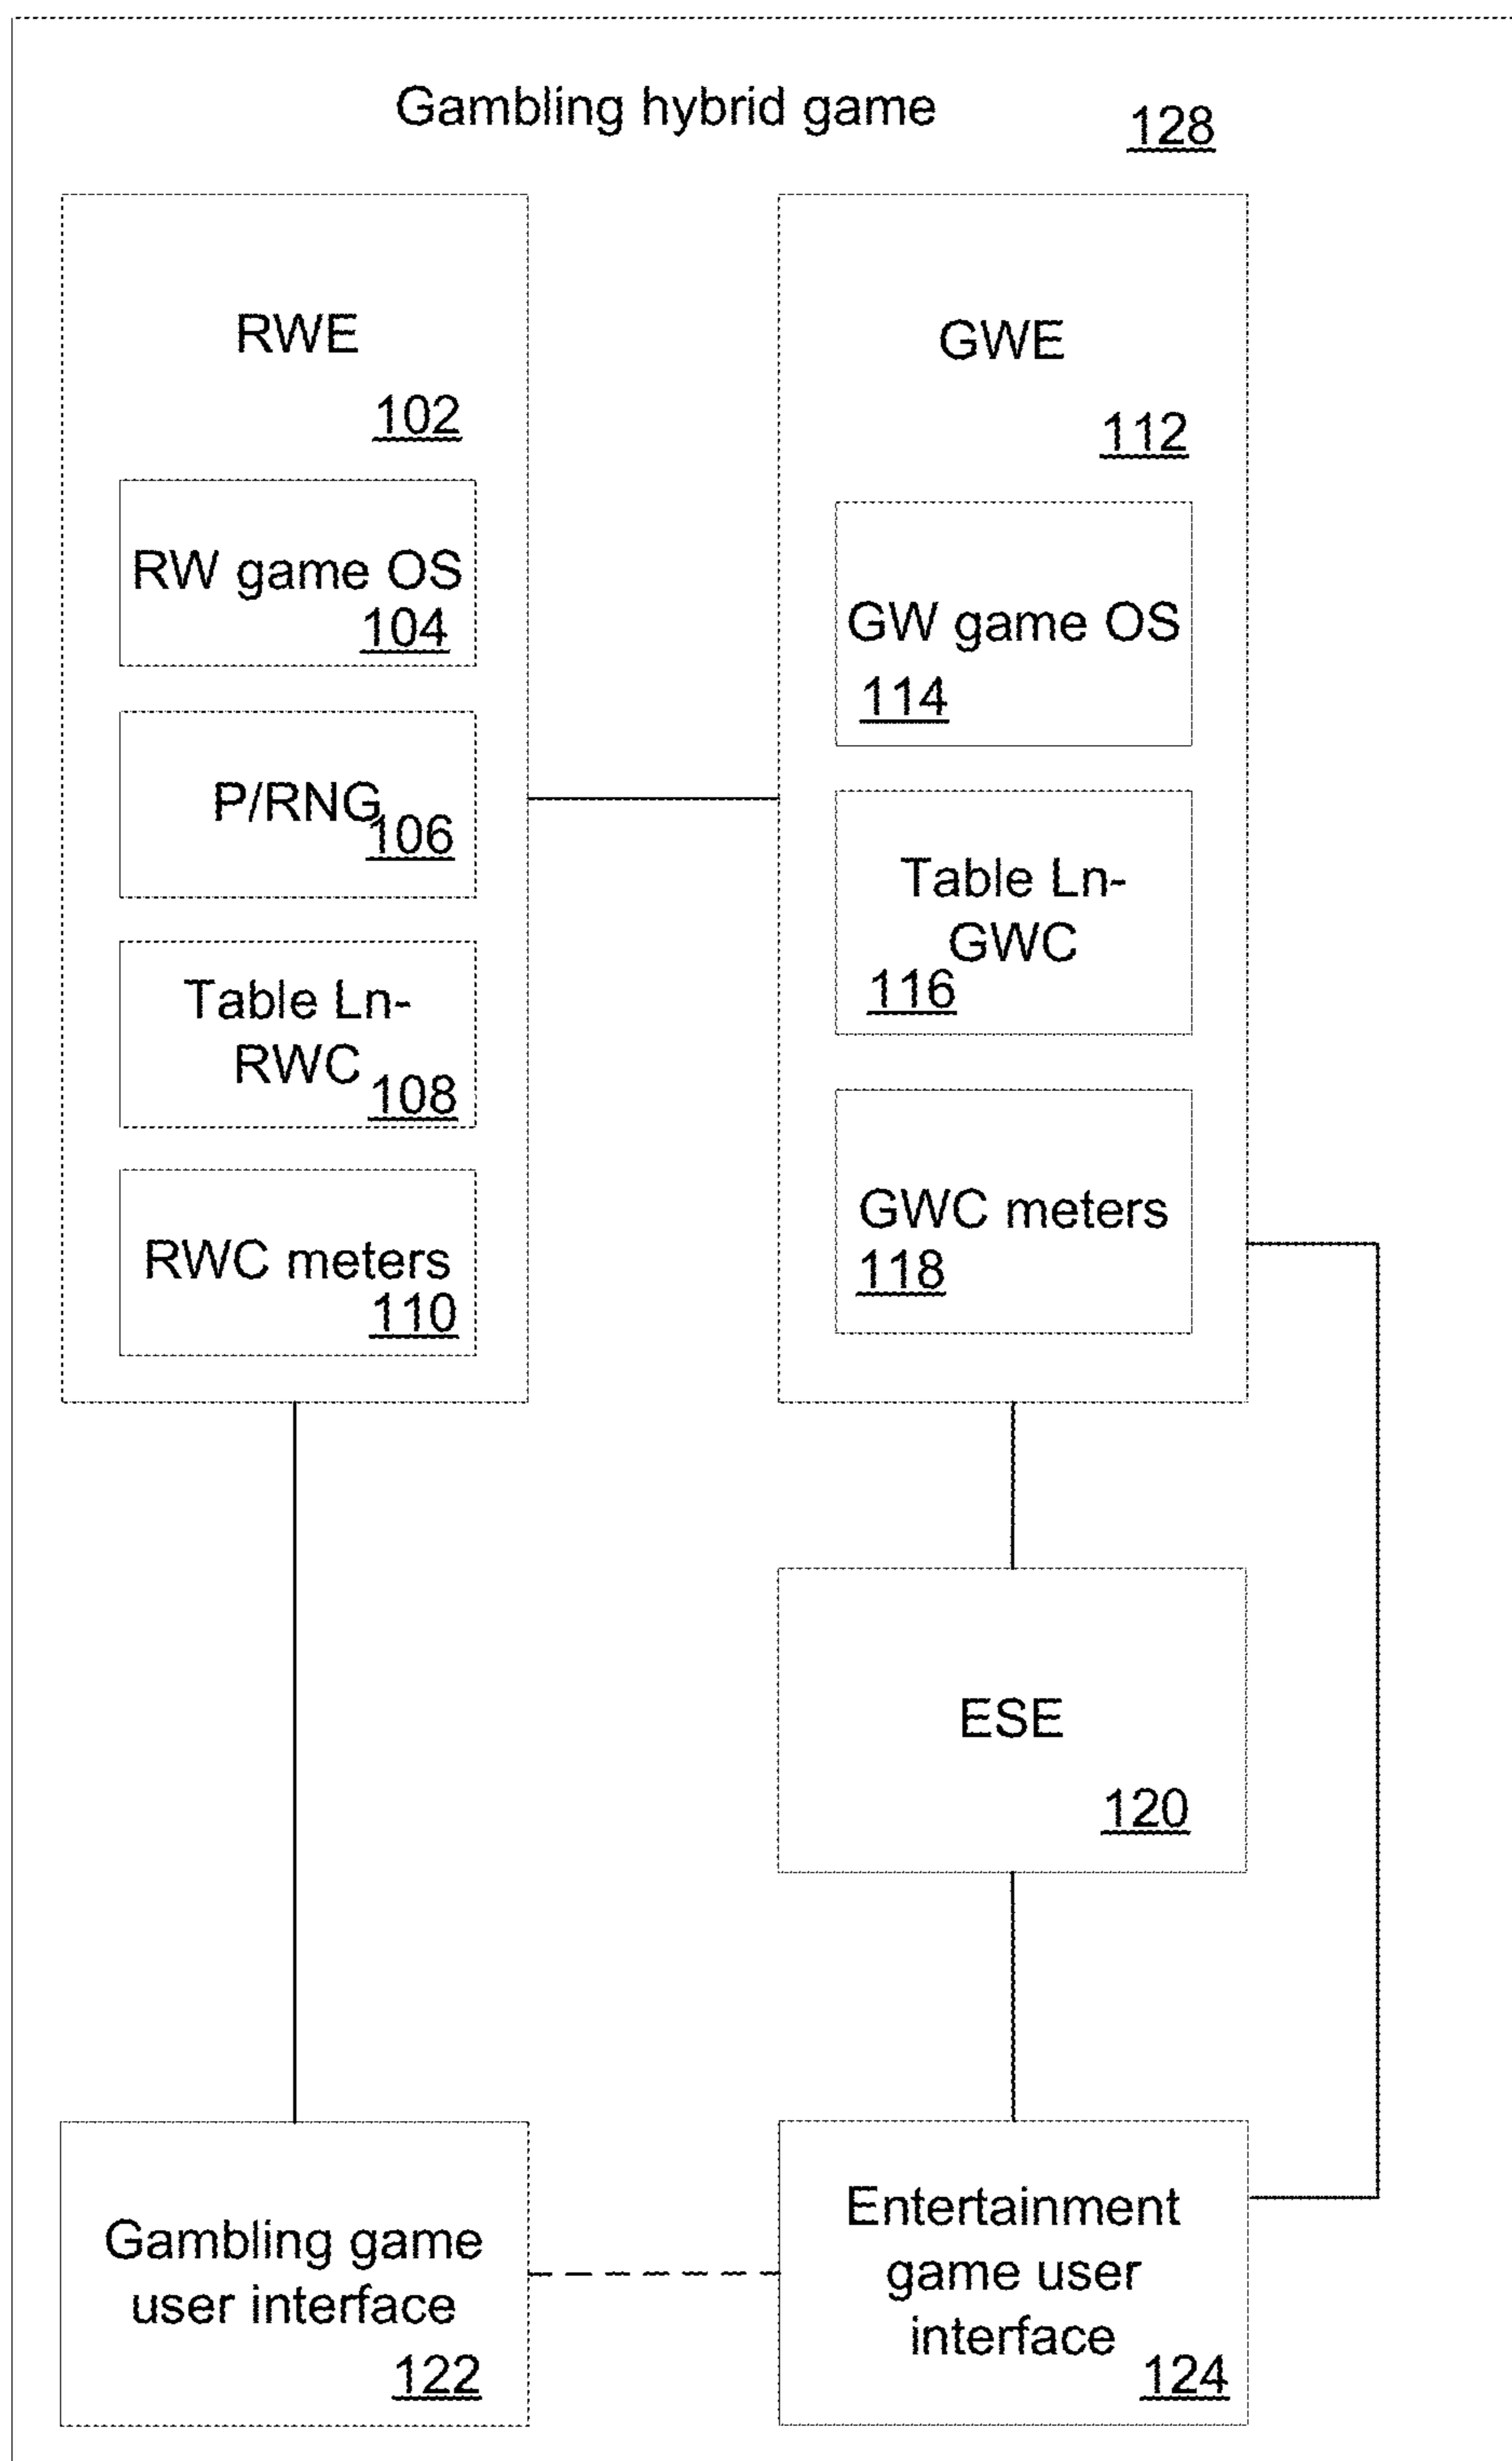 Gambling hybrid game
128
RWE
102
RW game OS
104
P/RNG
106
Table Ln-
RWC
108
RWC meters
110
GWE
112
GW game OS
114
Table Ln-
GWC
116
GWC meters
118
ESE
120
Gambling game
user interface
122
Entertainment
game user
interface
124